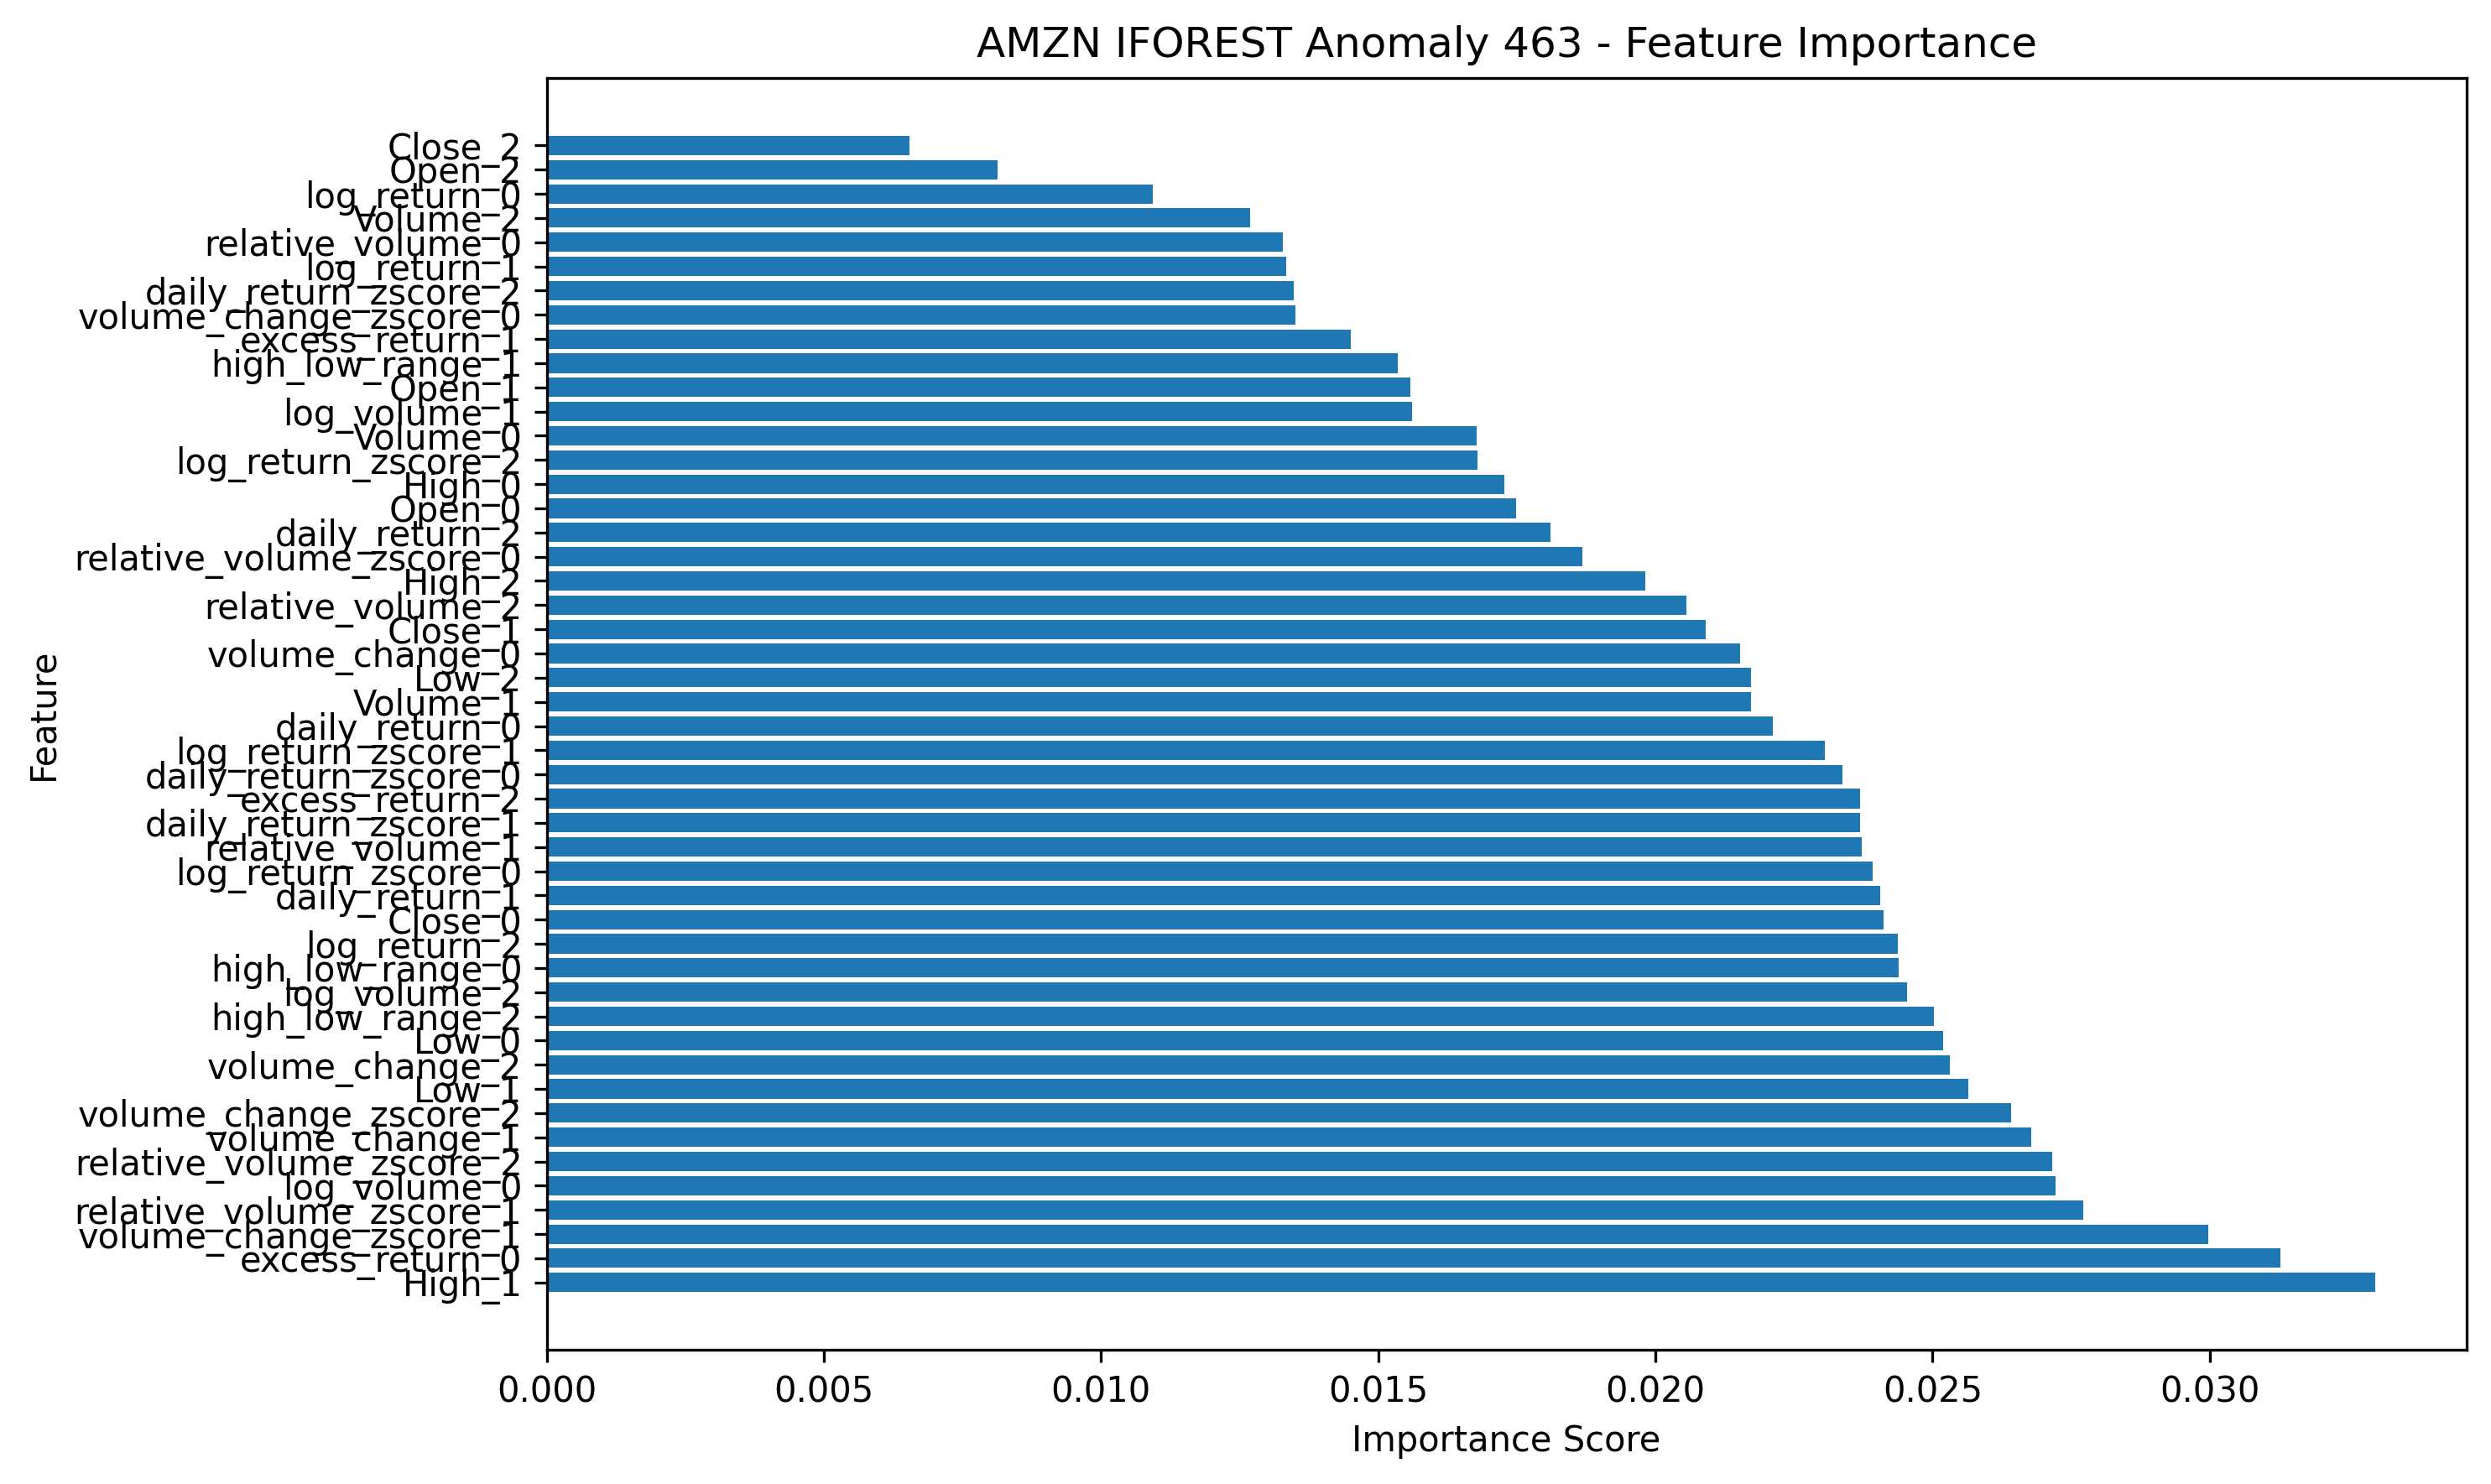 AMZN IFOREST Anomaly 463 - Feature Importance
Close_2
Open_2
log_return_0
Volume_2
relative_volume_0
log_return_1
daily_return_zscore_2
volume_change_zscore_0
excess_return_1
high_low_range_1
Open_1
log_volume_1
Volume_0
log_return_zscore_2
High_0
Open_0
daily_return_2
relative_volume_zscore_0
High_2
relative_volume_2
Close_1
volume_change_0
Low_2
Volume_1
daily_return_0
log_return_zscore_1
daily_return_zscore_0
excess_return_2
daily_return_zscore_1
relative_volume_1
log_return_zscore_0
daily_return_1
Close_0
log_return_2
high_low_range_0
log_volume_2
high_low_range_2
Low_0
volume_change_2
Low_1
volume_change_zscore_2
volume_change_1
relative_volume_zscore_2
log_volume_0
relative_volume_zscore_1
volume_change_zscore_1
excess_return_0
High_1
Feature
0.000 0.005 0.010 0.015 0.020 0.025 0.030
Importance Score